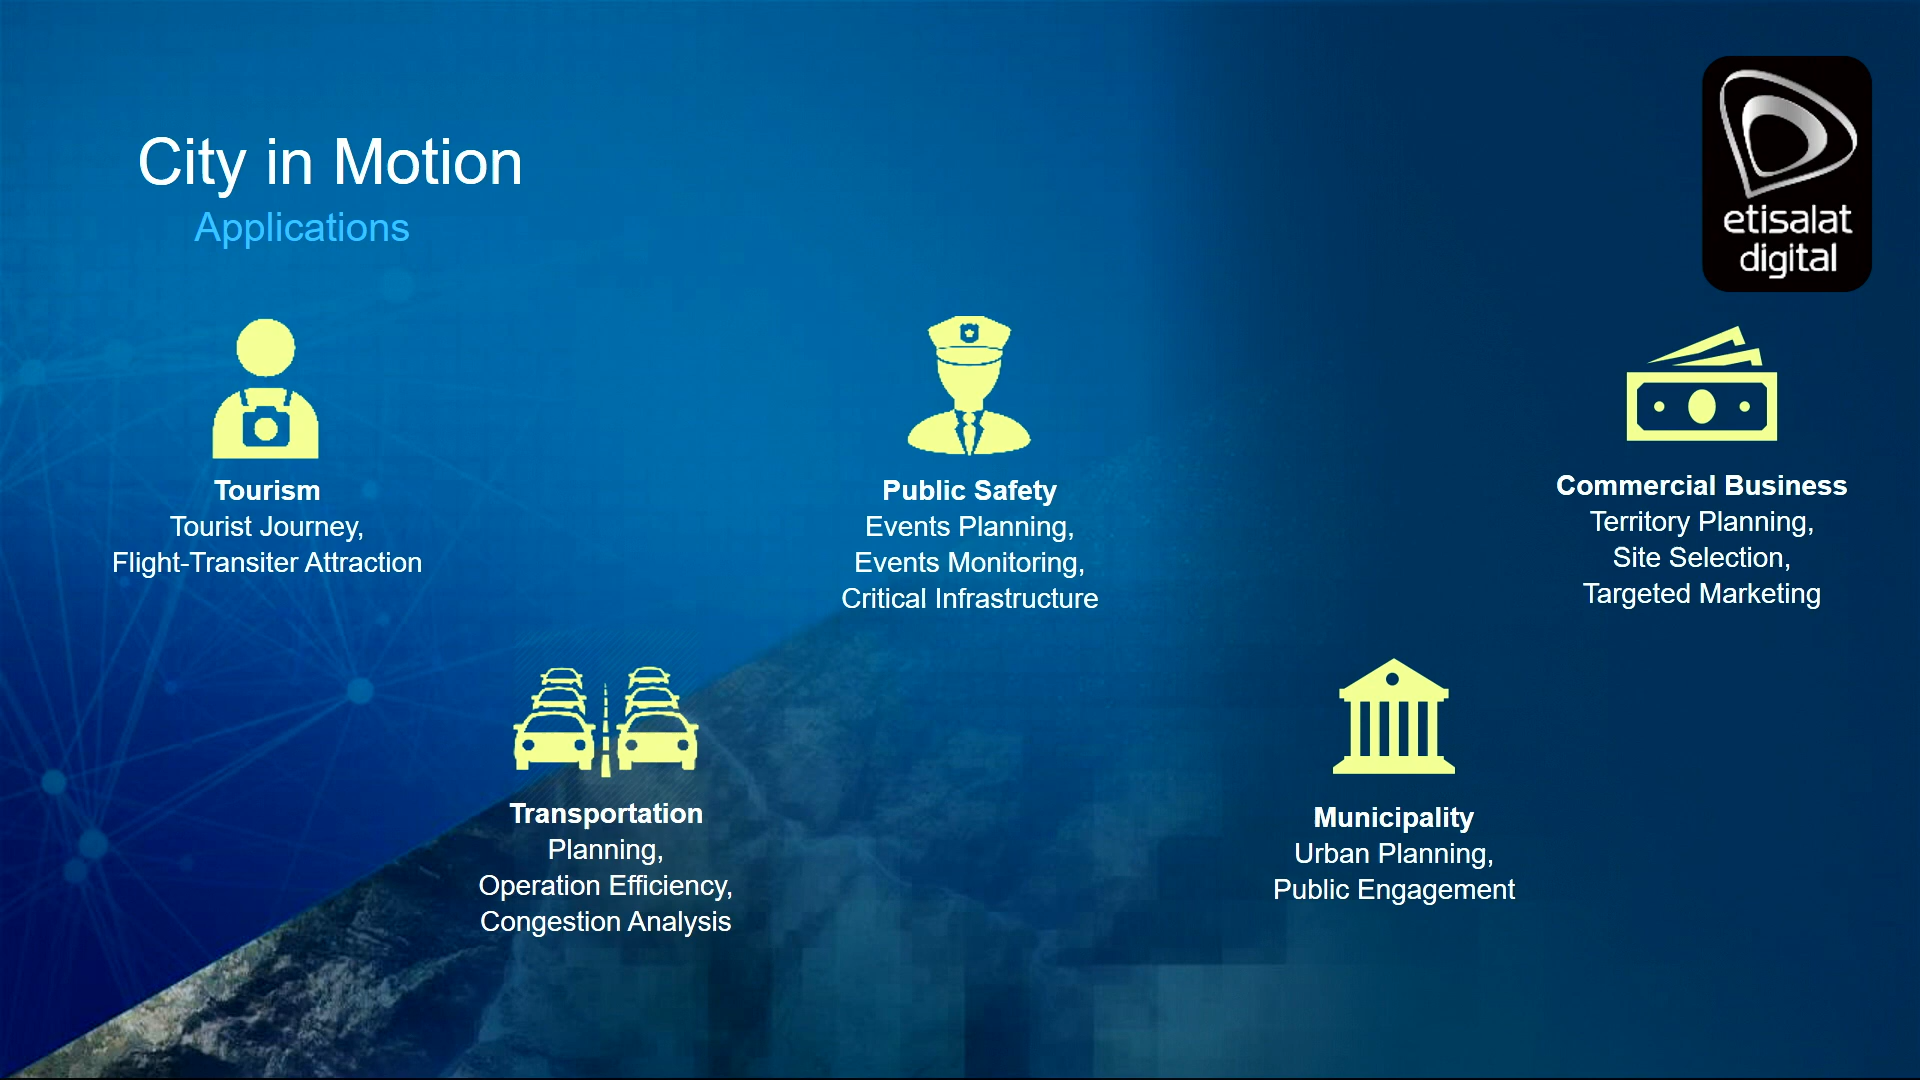 City in Motion
Applications
etisalat
digital
Tourism
Tourist Journey,
Flight-Transiter Attraction
Public Safety
Events Planning,
Events Monitoring,
Critical Infrastructure
Commercial Business
Territory Planning,
Site Selection,
Targeted Marketing
Transportation
Planning,
Operation Efficiency,
Congestion Analysis
Municipality
Urban Planning,
Public Engagement